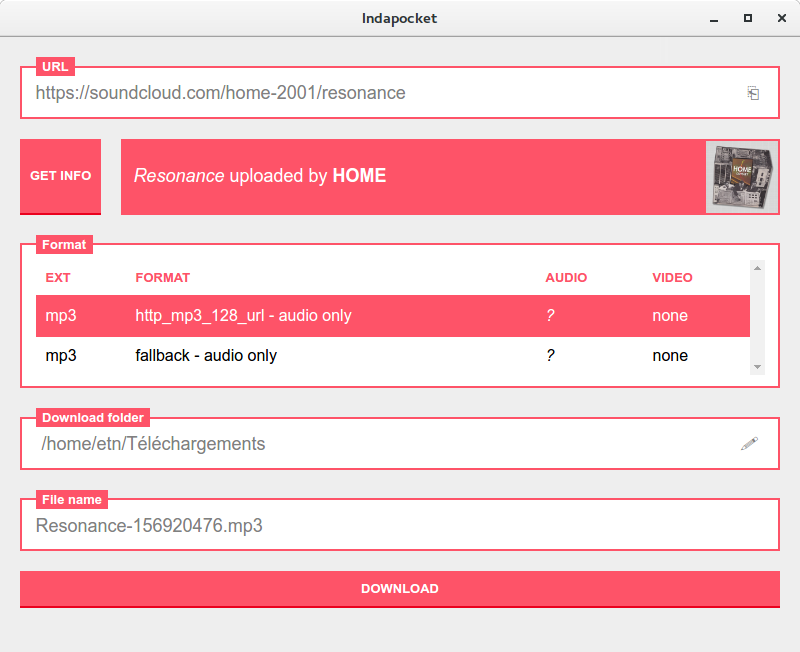 Indapocket
URL
https://soundcloud.com/home-2001/resonance
GET INFO
Resonance uploaded by HOME
HOME
Format
EXT FORMAT AUDIO VIDEO
mp3 http_mp3_128_url - audio only ? none
mp3 fallback - audio only ? none
Download folder
/home/etn/Téléchargements
File name
Resonance-156920476.mp3
DOWNLOAD